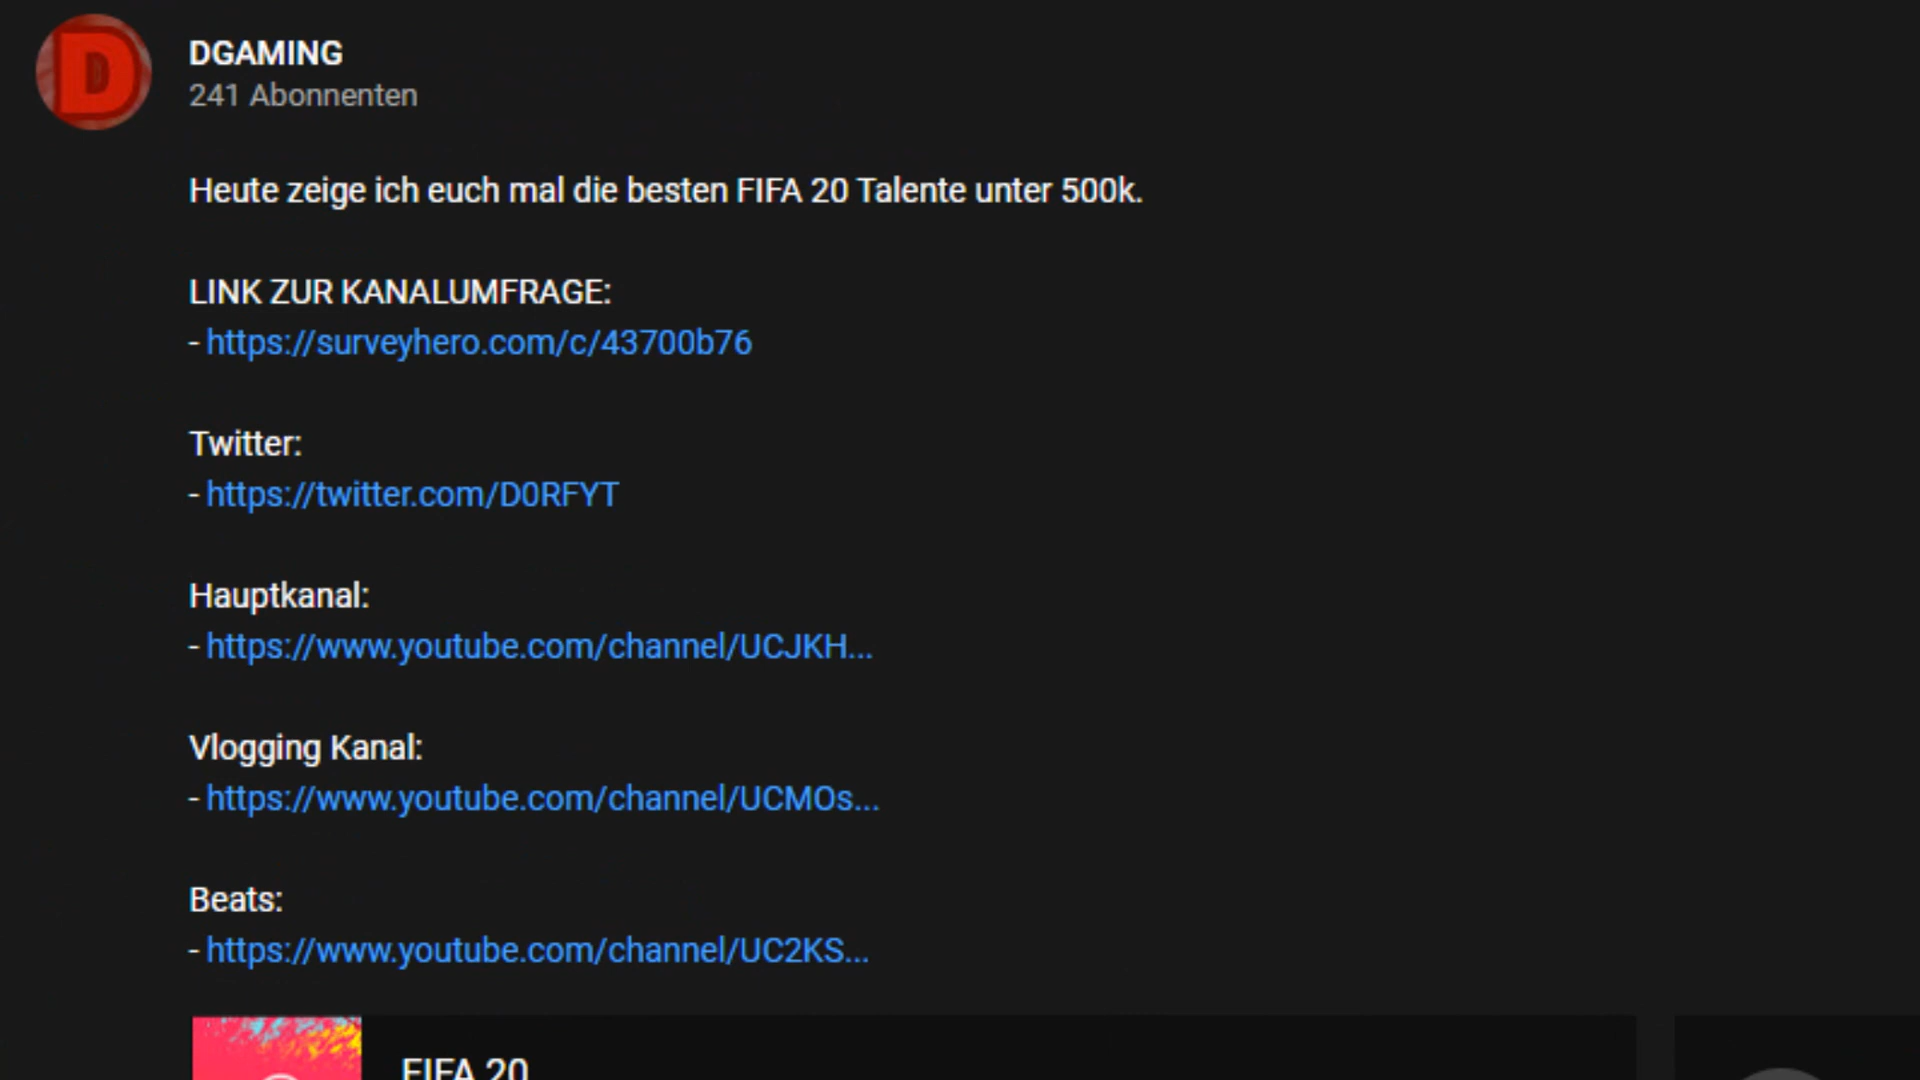 D
DGAMING
241 Abonnenten
Heute zeige ich euch mal die besten FIFA 20 Talente unter 500k.
LINK ZUR KANALUMFRAGE:
- https://surveyhero.com/c/43700b76
Twitter:
- https://twitter.com/D0RFYT
Hauptkanal:
- https://www.youtube.com/channel/UCJKH...
Vlogging Kanal:
- https://www.youtube.com/channel/UCMOs...
Beats:
- https://www.youtube.com/channel/UC2KS...
FIFA 20